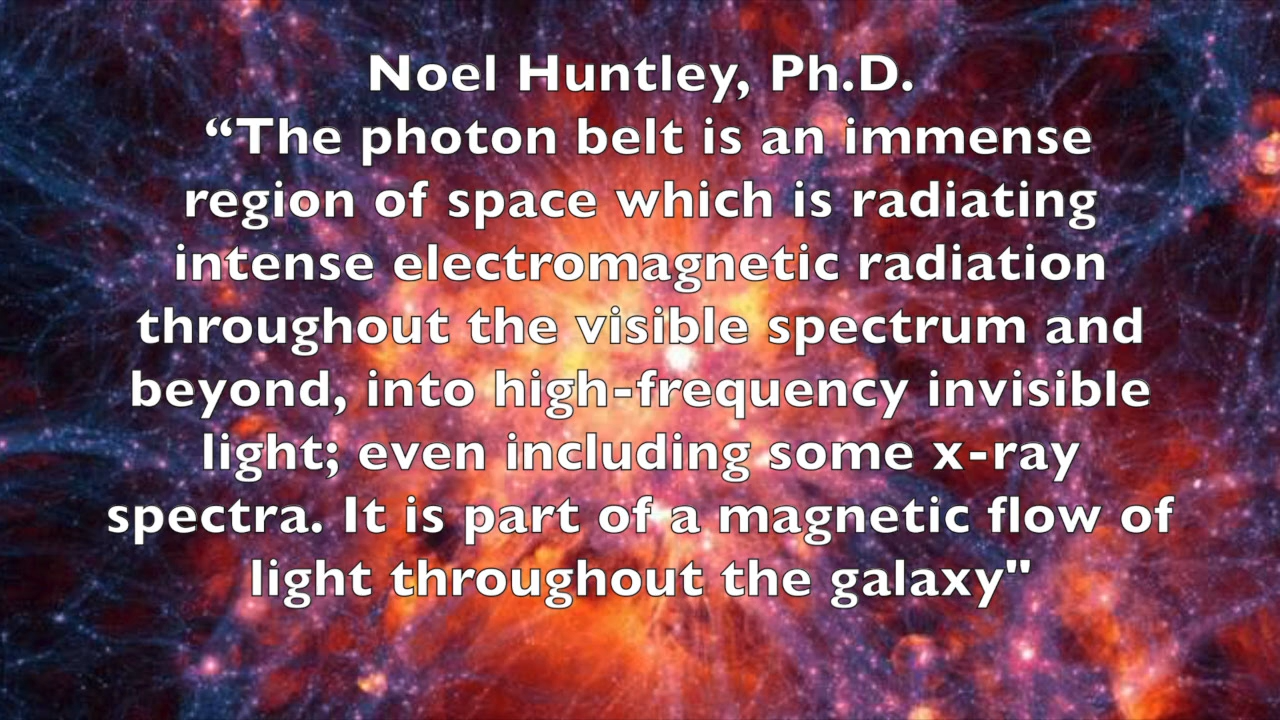 Noel Huntley, Ph.D.
“The photon belt is an immense
region of space which is radiating
intense electromagnetic radiation
throughout the visible spectrum and
beyond, into high-frequency invisible
light; even including some x-ray
spectra. It is part of a magnetic flow of
light throughout the galaxy"